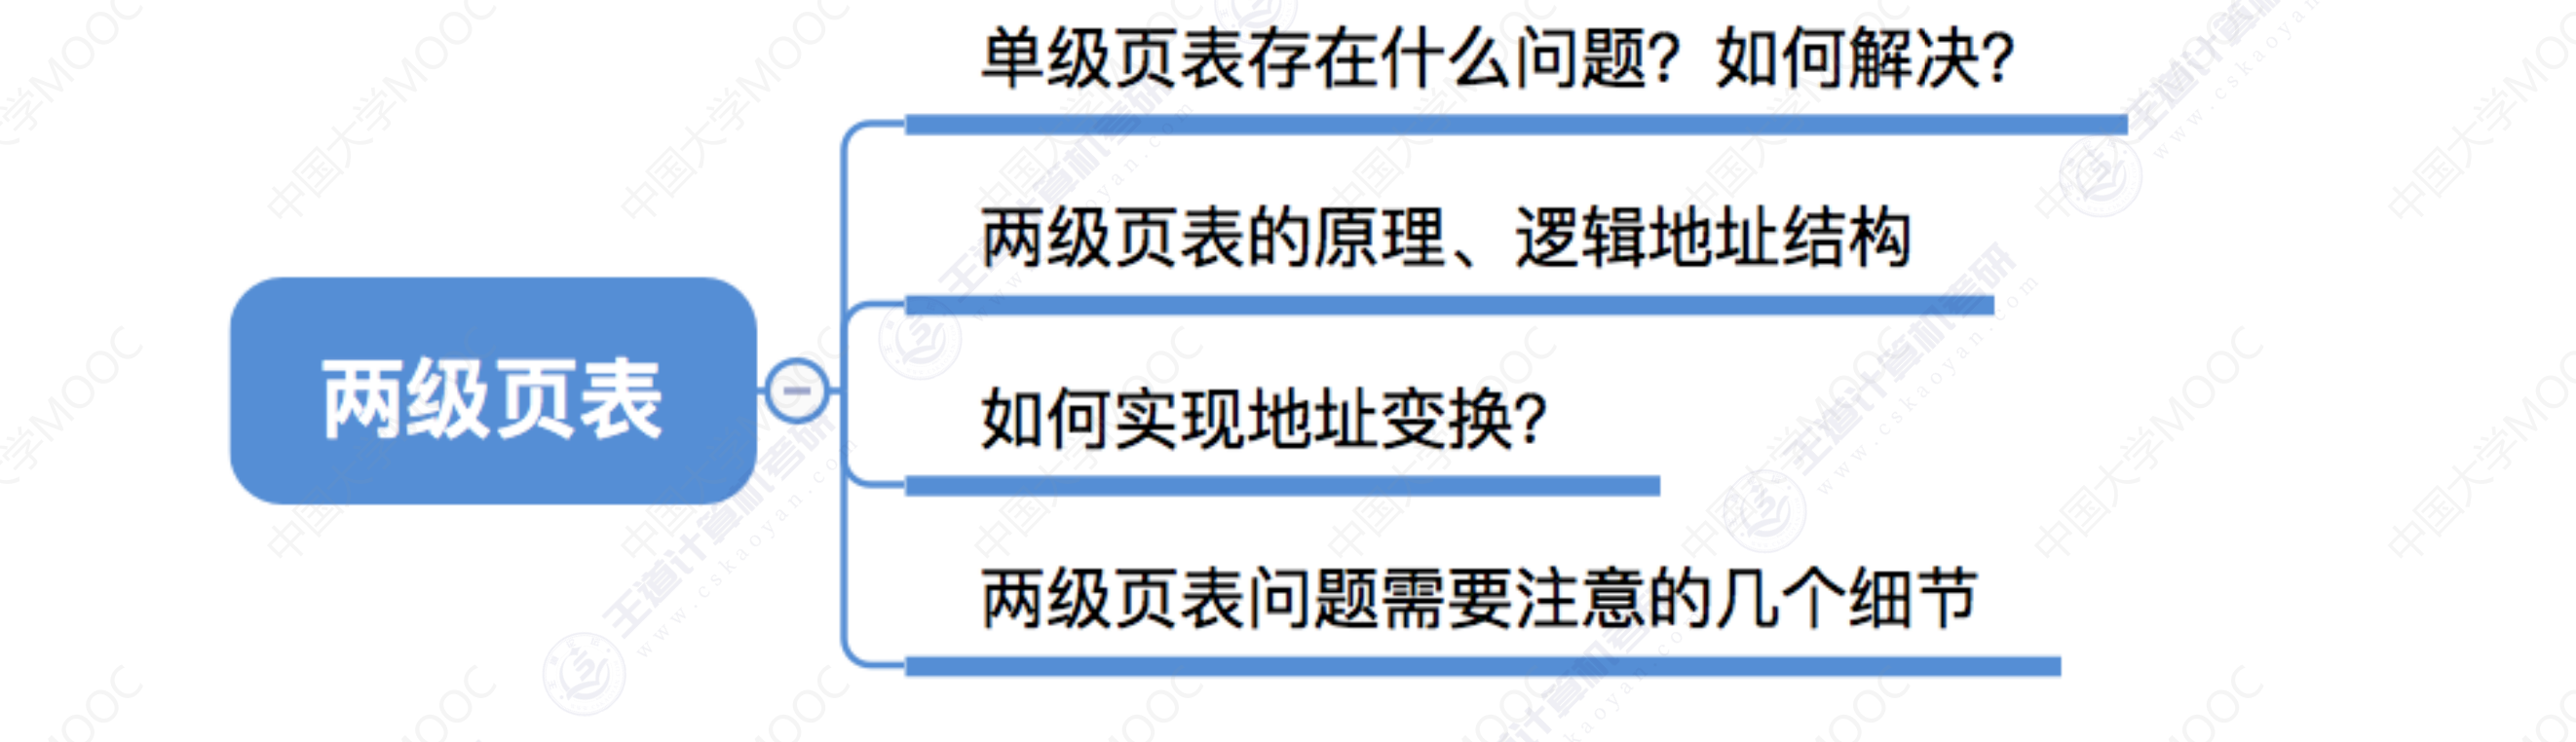 单级页表存在什么问题？如何解决？
两级页表的原理、逻辑地址结构
两级页表
如何实现地址变换？
两级页表问题需要注意的几个细节
中国大学MOOC
王道计算机考研
www.cskaoyan.com